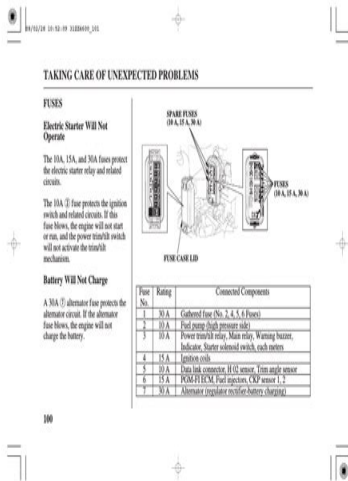 TAKING CARE OF UNEXPECTED PROBLEMS
FUSES
Electric Starter Will Not
Operate
The 10A, 15A, and 30A fuses protect
the electric starter relay and related
circuits.
The 10A ② fuse protects the ignition
switch and related circuits. If this
fuse blows, the engine will not start
or run, and the power trim/tilt switch
will not activate the trim/tilt
mechanism.
Battery Will Not Charge
A 30A ⑦ alternator fuse protects the
alternator circuit. If the alternator
fuse blows, the engine will not
charge the battery.
SPARE FUSES
(10 A, 15 A, 30 A)
FUSES
(10 A, 15 A, 30 A)
FUSE CASE LID
Fuse No. Rating Connected Components
1 30 A Gathered fuse (No. 2, 4, 5, 6 Fuses)
2 10 A Fuel pump (high pressure side)
3 10 A Power trim/tilt relay, Main relay, Warning buzzer,
Indicator, Starter solenoid switch, each meters
4 15 A Ignition coils
5 10 A Data link connector, H 02 sensor, Trim angle sensor
6 15 A PGM-FI ECM, Fuel injectors, CKP sensor 1, 2
7 30 A Alternator (regulator rectifier-battery charging)
100